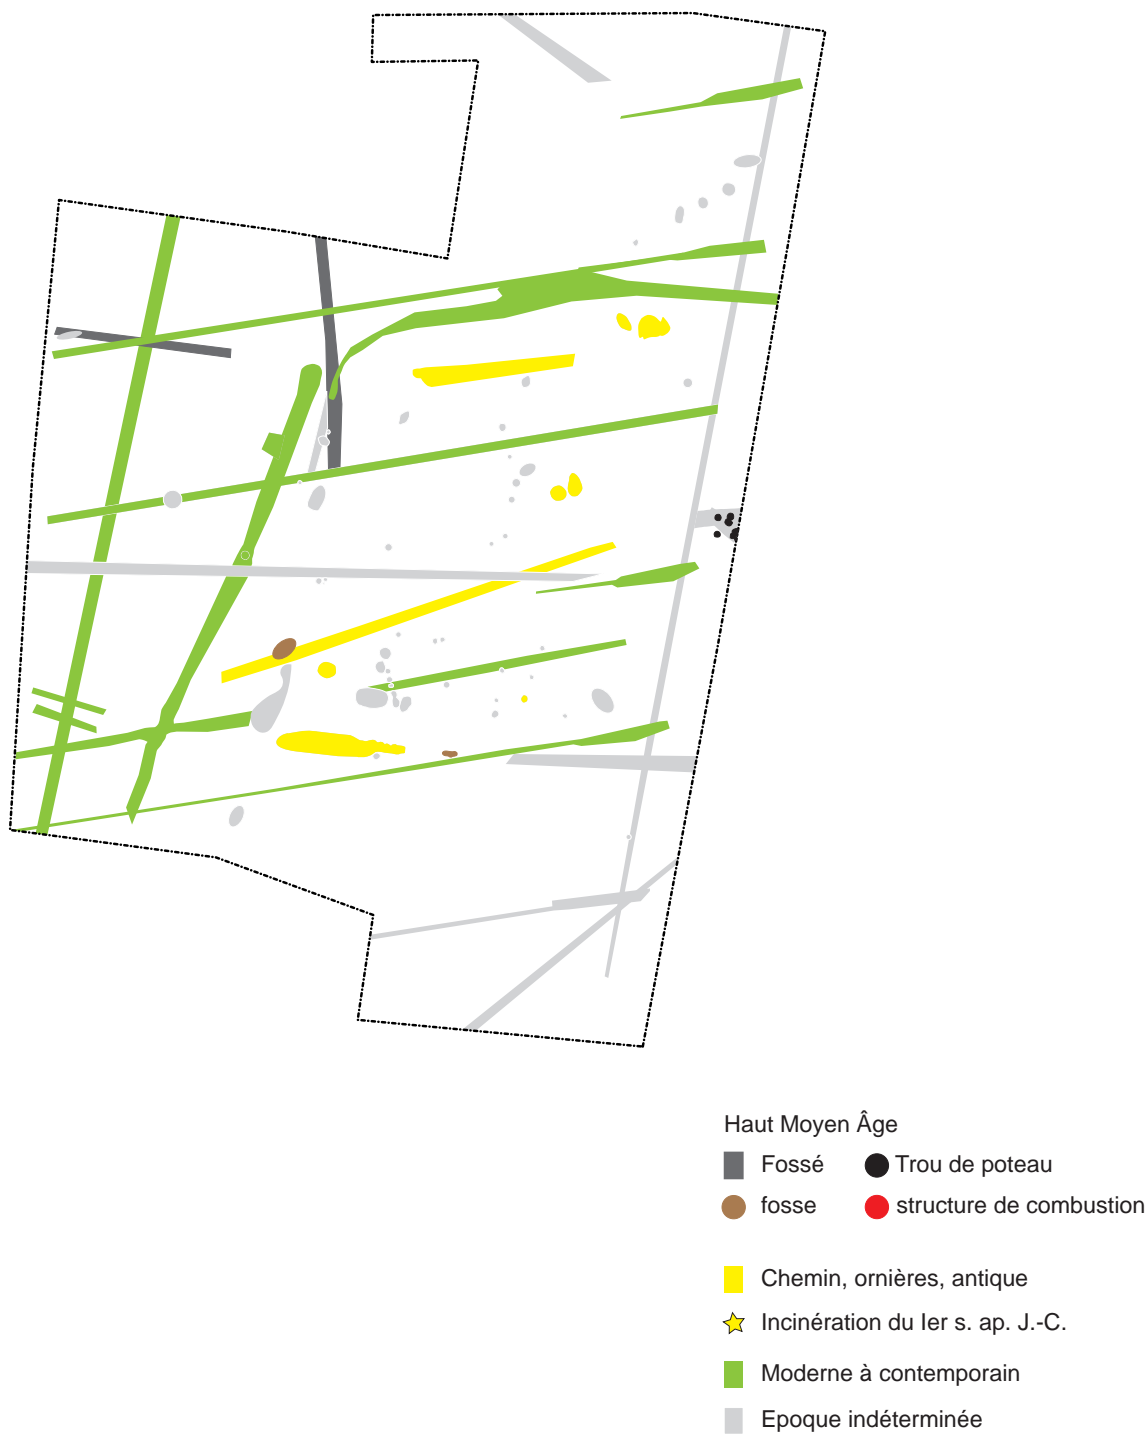 Haut Moyen Âge
Fossé
Trou de poteau
fosse
structure de combustion
Chemin, ornières, antique
Incinération du Ier s. ap. J.-C.
Moderne à contemporain
Epoque indéterminée